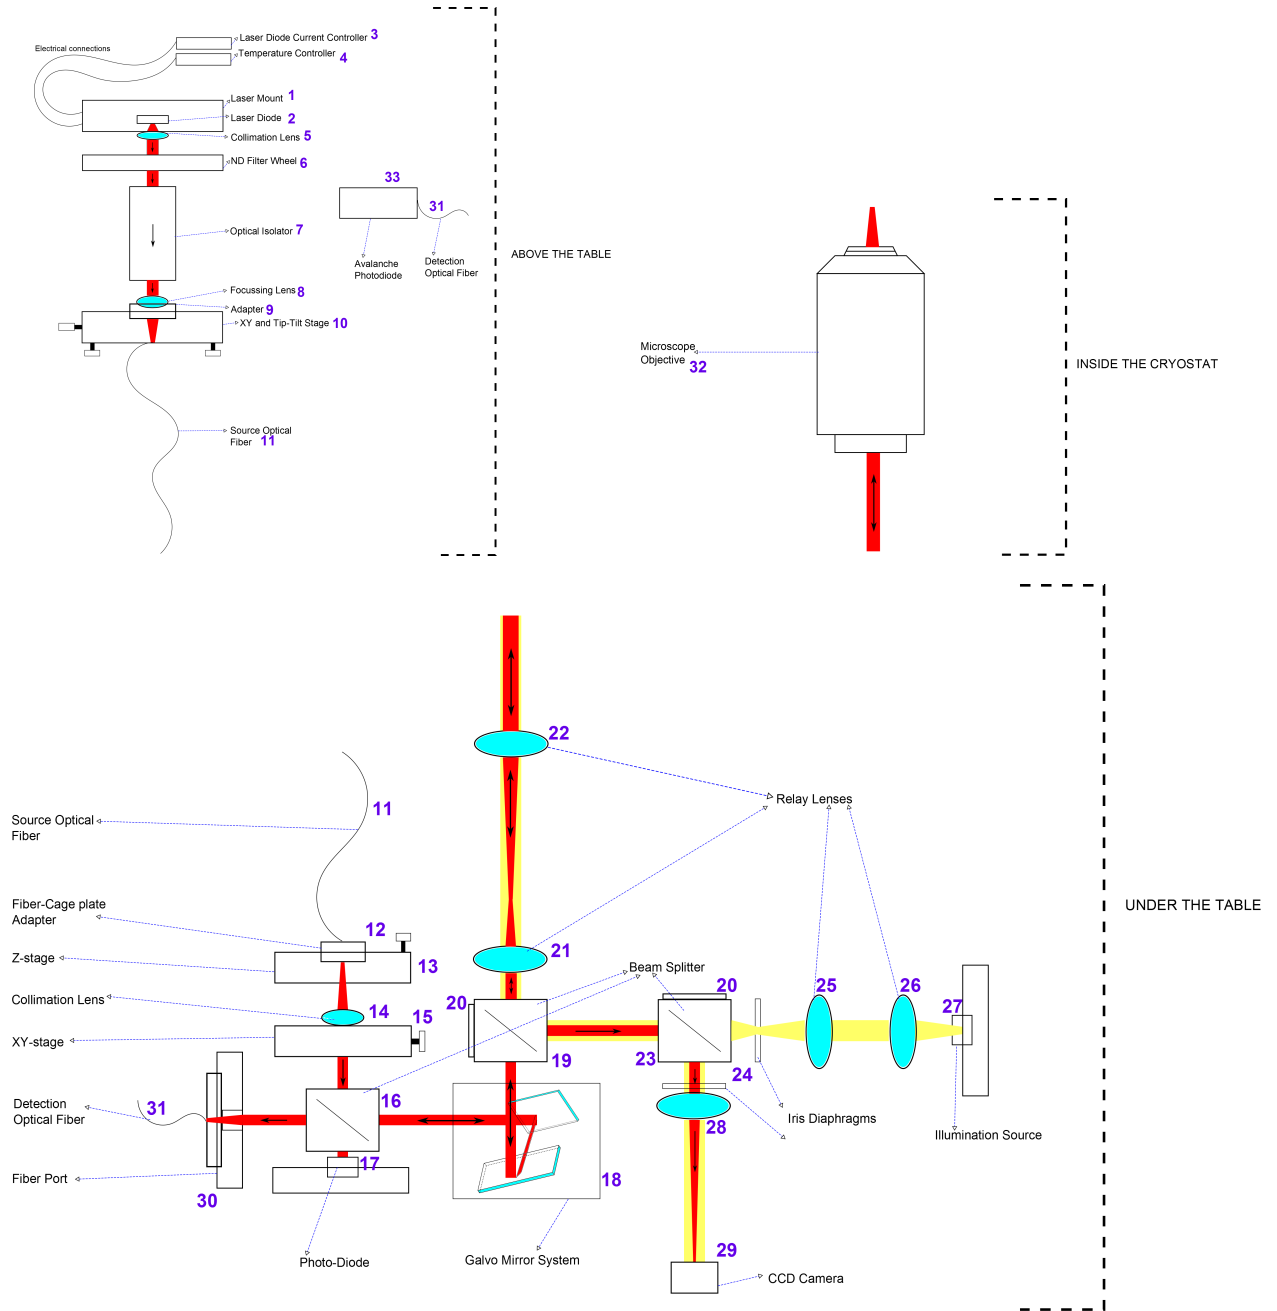 Laser Diode Current Controller 3
Electrical connections
Temperature Controller 4
Laser Mount 1
Laser Diode 2
Collimation Lens 5
ND Filter Wheel 6
33
31
Optical Isolator 7
Avalanche
Photodiode
Detection
Optical Fiber
ABOVE THE TABLE
Focussing Lens 8
Adapter 9
XY and Tip-Tilt Stage 10
Source Optical
Fiber 11
Microscope
Objective 32
INSIDE THE CRYOSTAT
22
Relay Lenses
11
Source Optical
Fiber
Fiber-Cage plate
Adapter
12
Z-stage
13
21
Beam Splitter
Collimation Lens
14
15
XY-stage
20
19
20
23
24
25
26
27
UNDER THE TABLE
16
Detection
Optical Fiber
31
28
Iris Diaphragms
Illumination Source
Fiber Port
30
17
18
Photo-Diode
Galvo Mirror System
29
CCD Camera